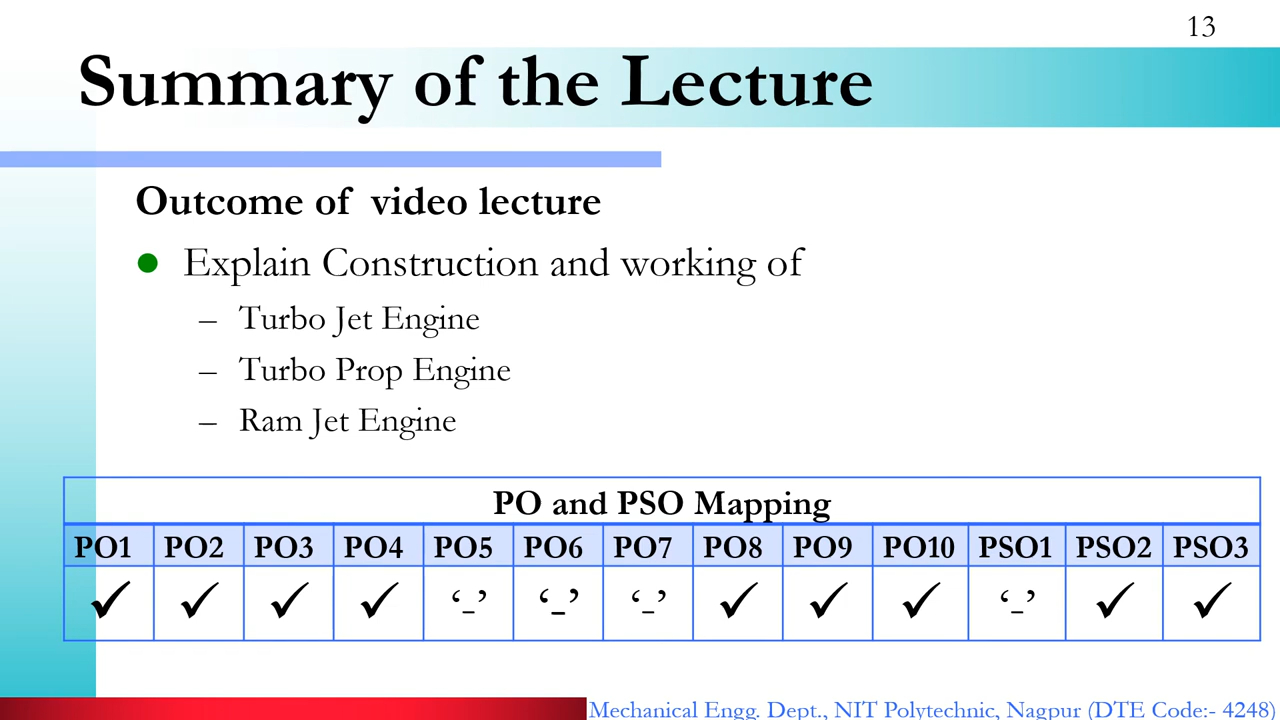 13
Summary of the Lecture
Outcome of  video lecture
● Explain Construction and working of
– Turbo Jet Engine
– Turbo Prop Engine
– Ram Jet Engine
PO and PSO Mapping
PO1 PO2 PO3 PO4 PO5 PO6 PO7 PO8 PO9 PO10 PSO1 PSO2 PSO3
✓ ✓ ✓ ✓ ‘-’ ‘-’ ‘-’ ✓ ✓ ✓ ‘-’ ✓ ✓
Mechanical Engg. Dept., NIT Polytechnic, Nagpur (DTE Code:- 4248)